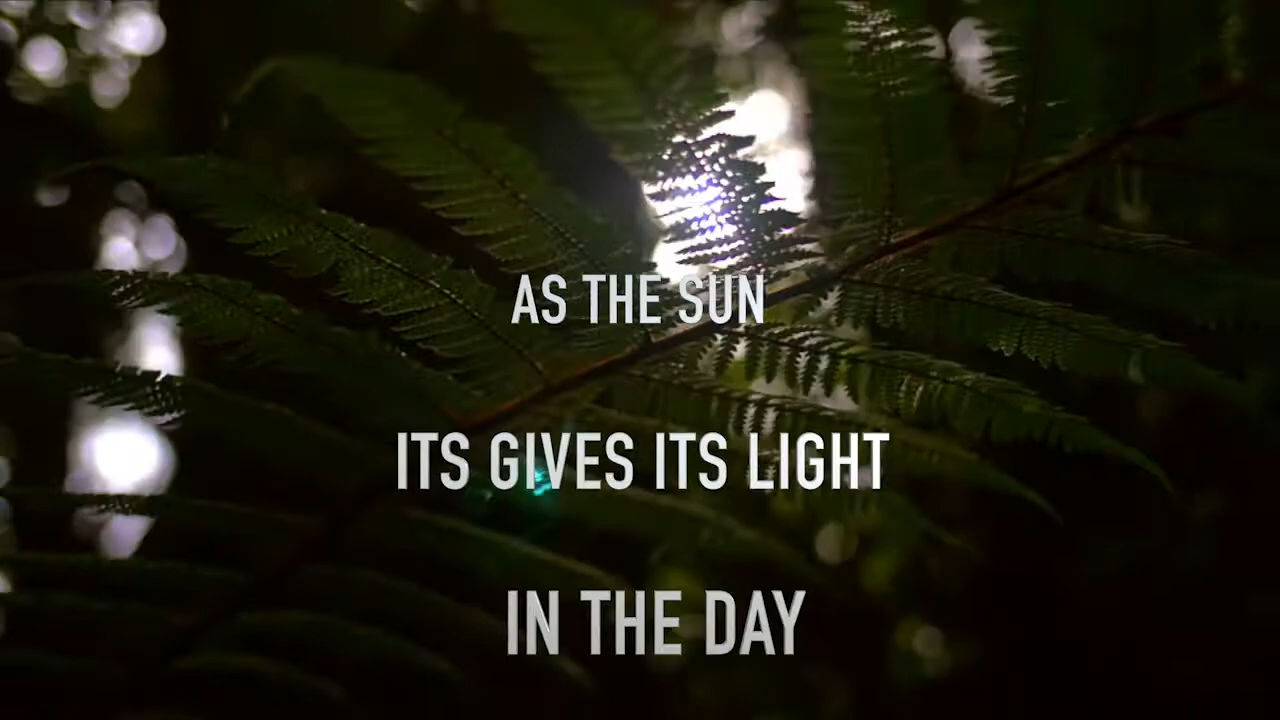 AS THE SUN
ITS GIVES ITS LIGHT
IN THE DAY